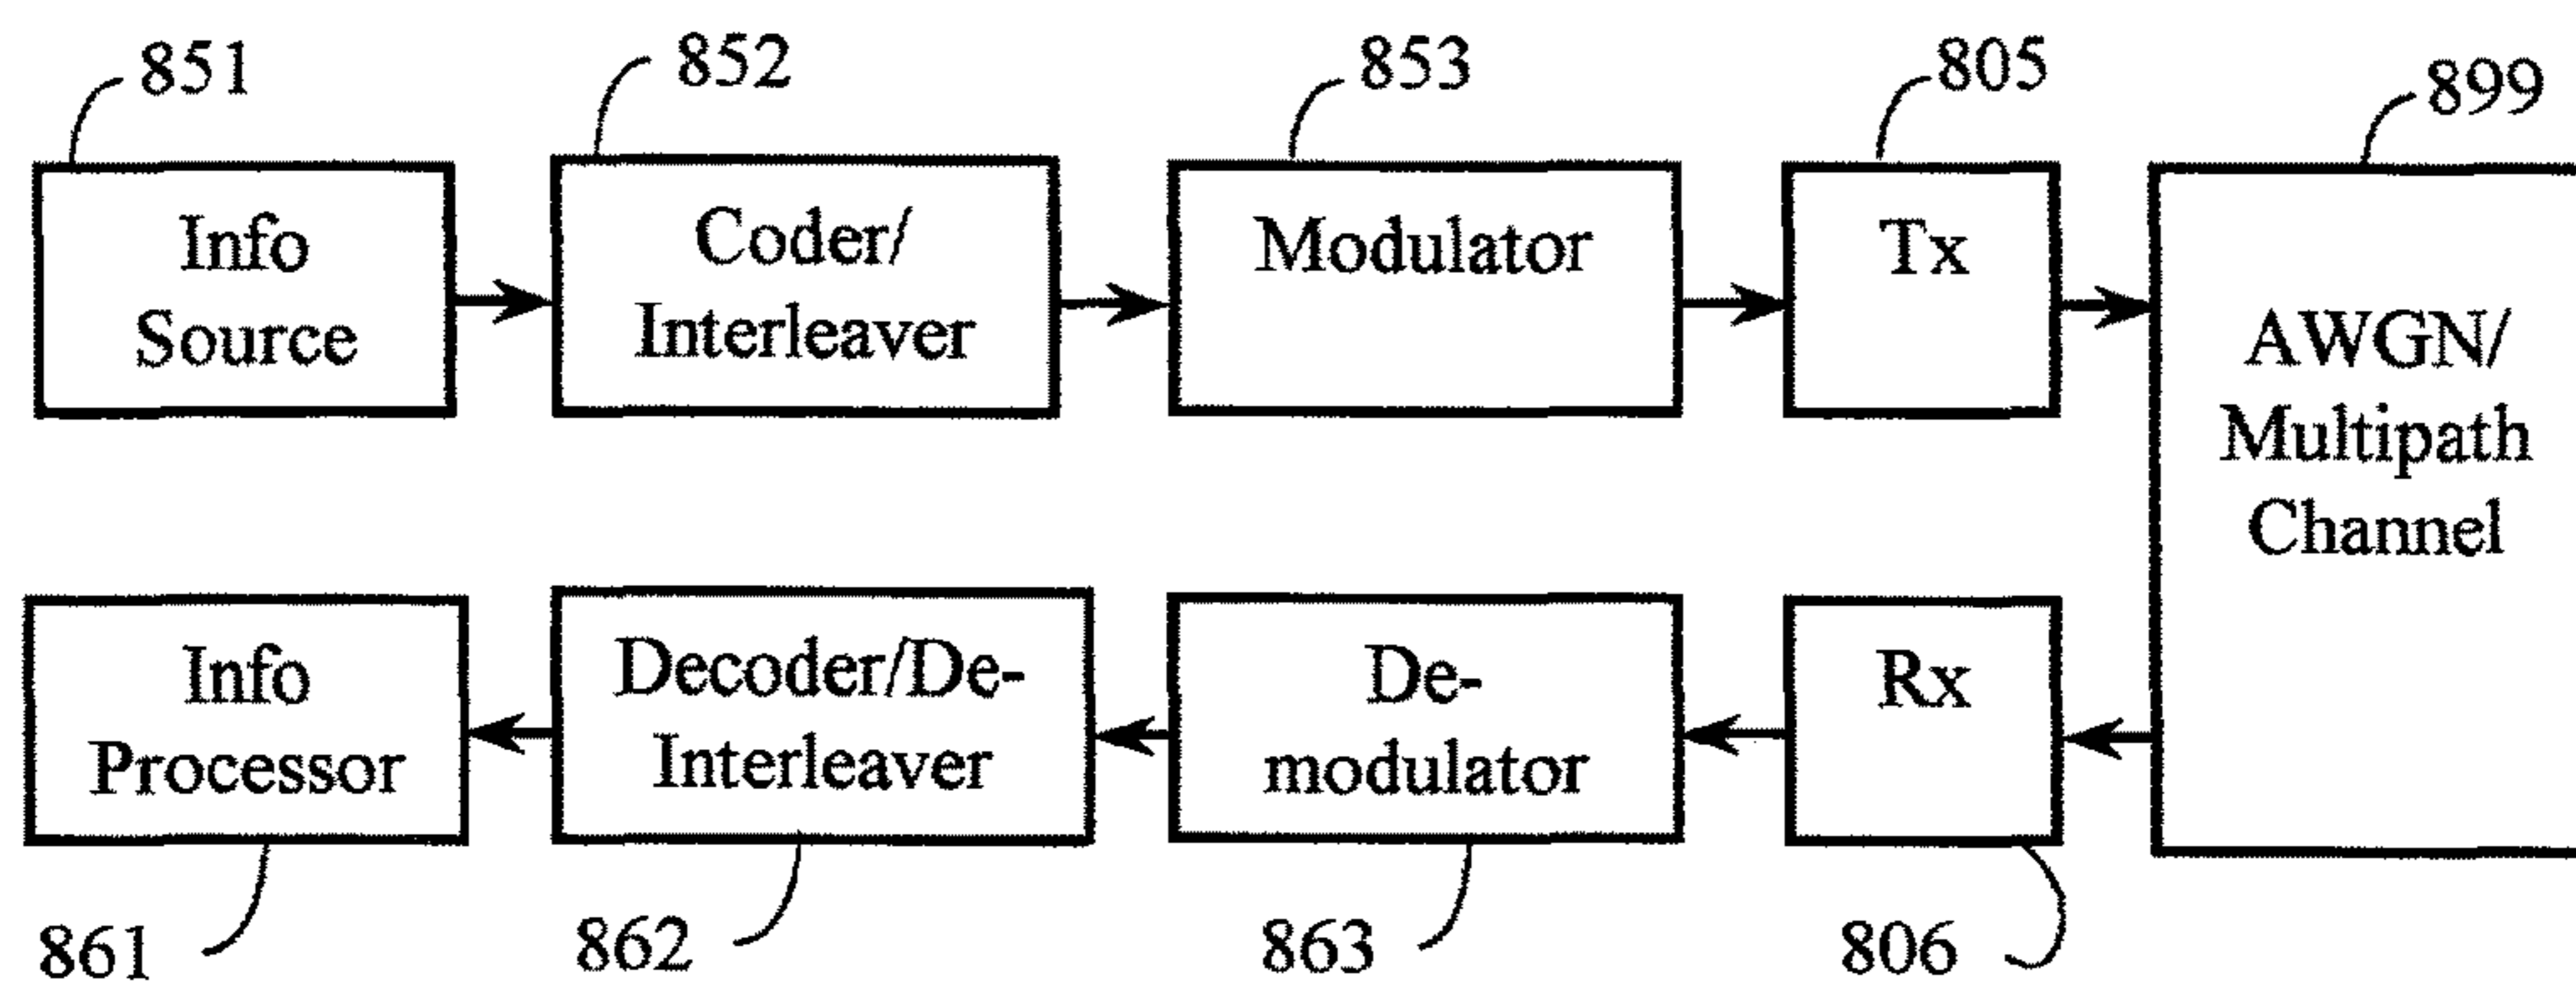 851
852
853
805
899
Info
Source
Coder/
Interleaver
Modulator
Tx
AWGN/
Multipath
Channel
Info
Processor
Decoder/De-
Interleaver
De-
modulator
Rx
861
862
863
806